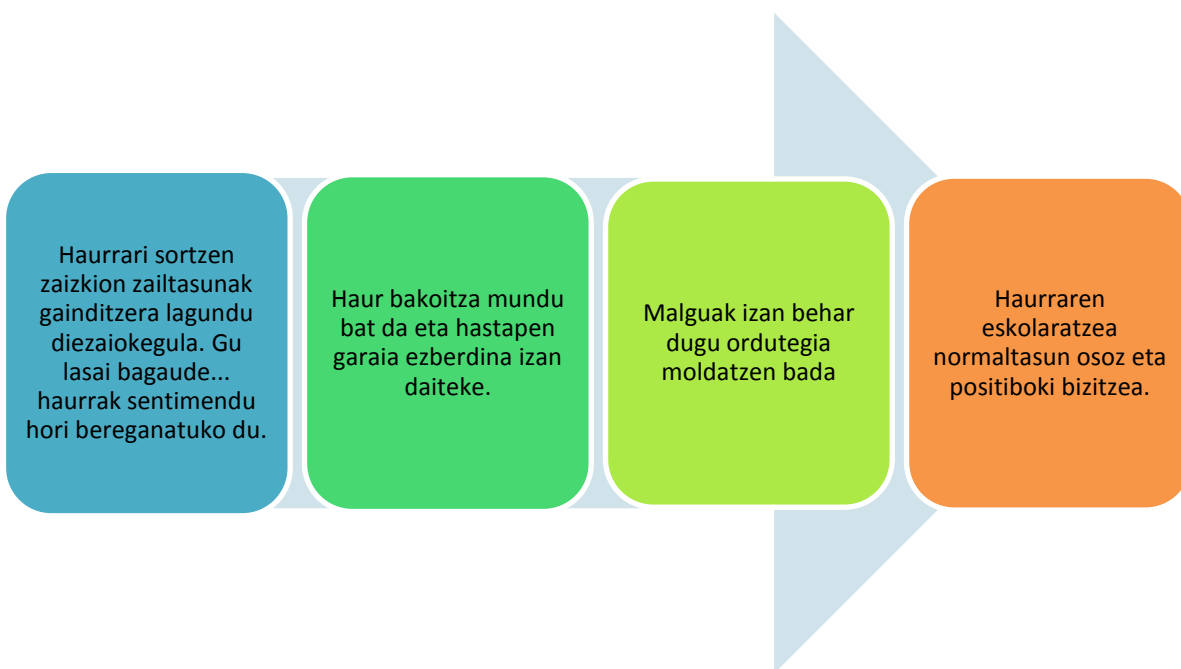 Haurrari sortzen
zaizkion zailtasunak
gainditzera lagundu
diezaiokegula. Gu
lasai bagaude...
haurrak sentimendu
hori bereganatuko du.
Haur bakoitza mundu
bat da eta hastapen
garaia ezberdina izan
daiteke.
Malguak izan behar
dugu ordutegia
moldatzen bada
Haurraren
eskolaratzea
normaltasun osoz eta
positiboki bizitzea.